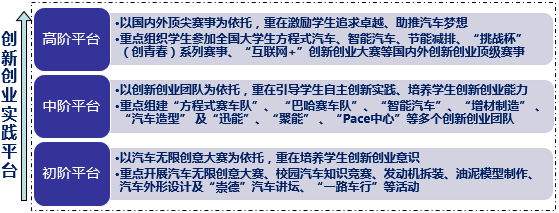 创新创业实践平台
高阶平台
•以国内外顶尖赛事为依托，重在激励学生追求卓越、助推汽车梦想
•重点组织学生参加全国大学生方程式汽车、智能汽车、节能减排、“挑战杯”
（创青春）系列赛事、“互联网+”创新创业大赛等国内外创新创业顶级赛事
中阶平台
•以创新创业团队为依托，重在引导学生自主创新实践、培养学生创新创业能力
•重点组建“方程式赛车队”、“巴哈赛车队”、“智能汽车”、“增材制造”、
“汽车造型”及“迅能”、“聚能”、“Pace中心”等多个创新创业团队
初阶平台
•以汽车无限创意大赛为依托，重在培养学生创新创业意识
•重点开展汽车无限创意大赛、校园汽车知识竞赛、发动机拆装、油泥模型制作、
汽车外形设计及“崇德”汽车讲坛、“一路车行”等活动